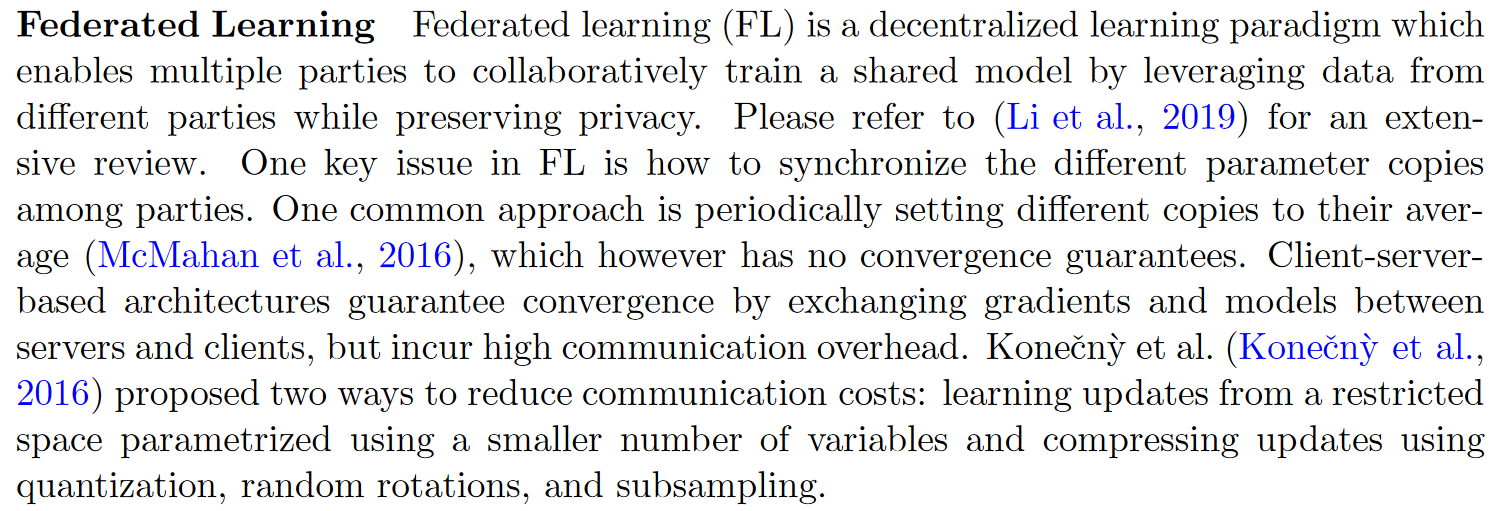 Federated Learning Federated learning (FL) is a decentralized learning paradigm which
enables multiple parties to collaboratively train a shared model by leveraging data from
different parties while preserving privacy. Please refer to (Li et al., 2019) for an exten-
sive review. One key issue in FL is how to synchronize the different parameter copies
among parties. One common approach is periodically setting different copies to their aver-
age (McMahan et al., 2016), which however has no convergence guarantees. Client-server-
based architectures guarantee convergence by exchanging gradients and models between
servers and clients, but incur high communication overhead. Konečnỳ et al. (Konečnỳ et al.,
2016) proposed two ways to reduce communication costs: learning updates from a restricted
space parametrized using a smaller number of variables and compressing updates using
quantization, random rotations, and subsampling.